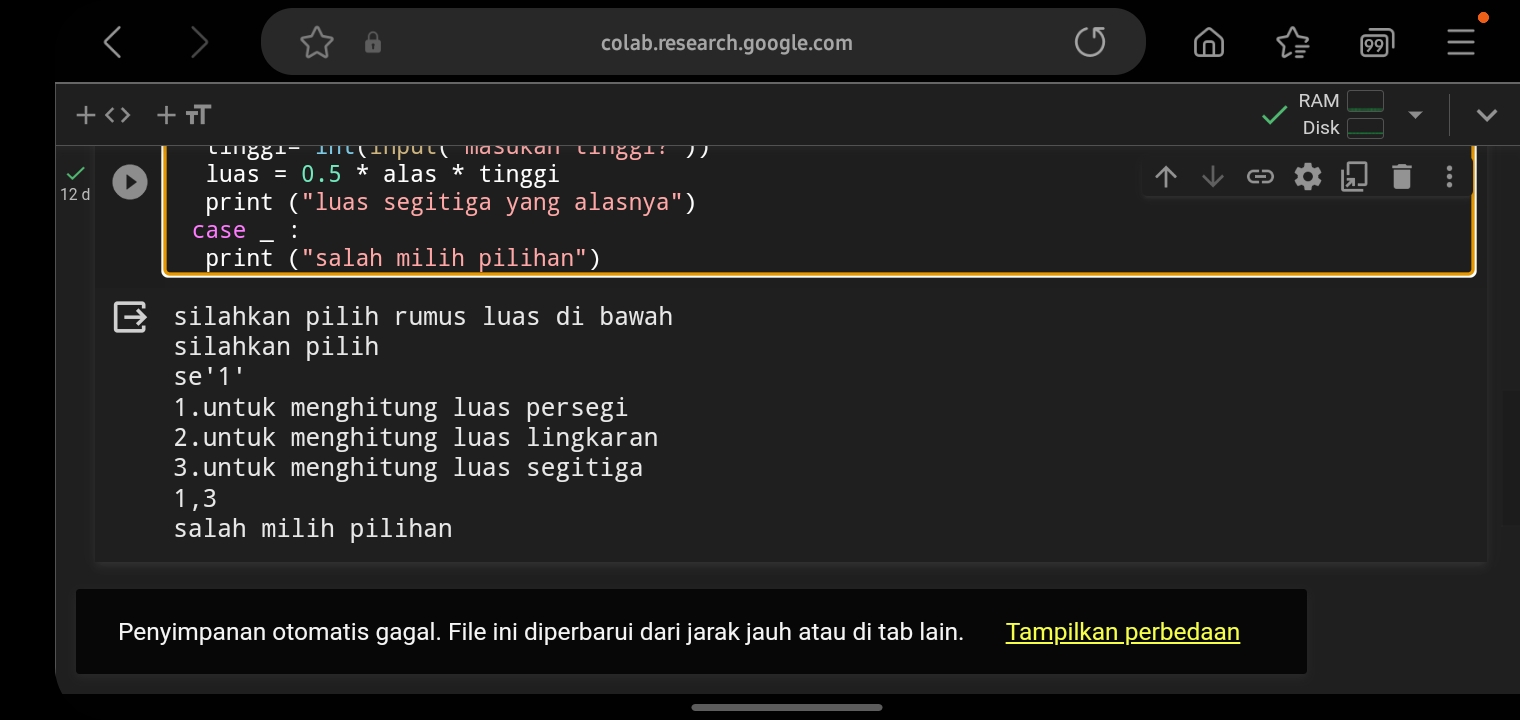 colab.research.google.com
99
+ <> + TT
RAM
Disk
12 d
tinggi= int(input("masukan tinggi?"))
luas = 0.5 * alas * tinggi
print ("luas segitiga yang alasnya")
case _ :
print ("salah milih pilihan")
silahkan pilih rumus luas di bawah
silahkan pilih
se'1'
1.untuk menghitung luas persegi
2.untuk menghitung luas lingkaran
3.untuk menghitung luas segitiga
1,3
salah milih pilihan
Penyimpanan otomatis gagal. File ini diperbarui dari jarak jauh atau di tab lain. Tampilkan perbedaan